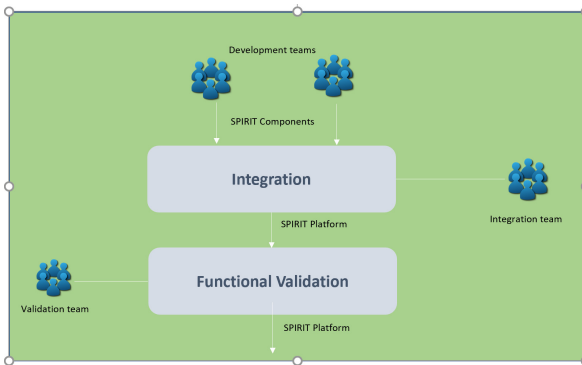 Development teams
SPIRIT Components
Integration
Integration team
SPIRIT Platform
Functional Validation
Validation team
SPIRIT Platform